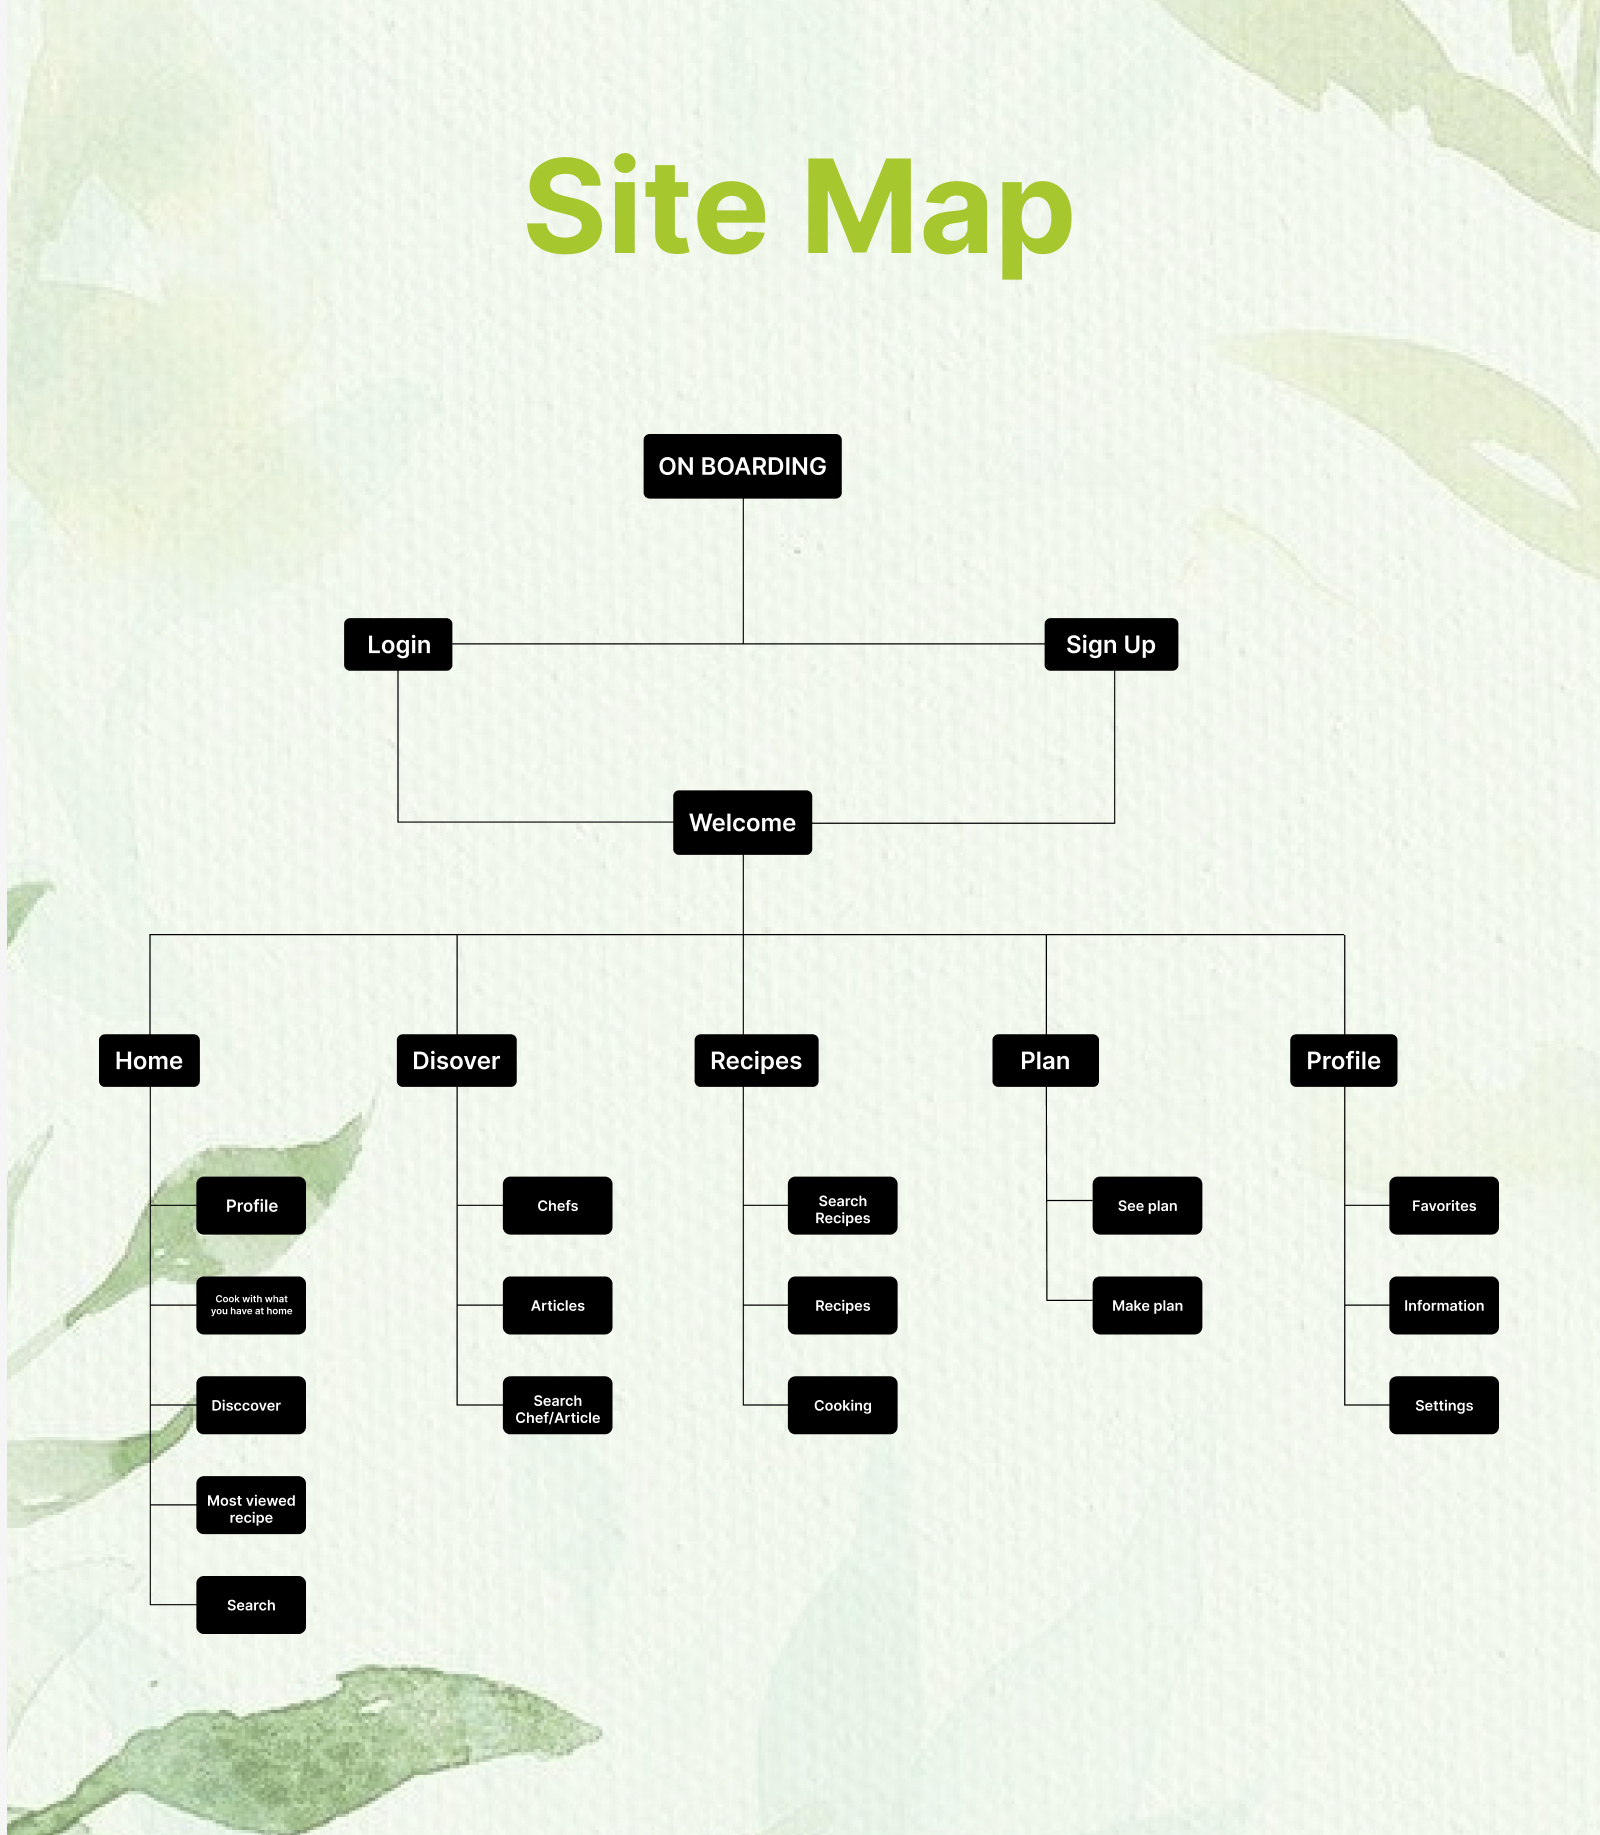 Site Map
ON BOARDING
Login
Sign Up
Welcome
Home
Disover
Recipes
Plan
Profile
Profile
Cook with what
you have at home
Disccover
Most viewed
recipe
Search
Chefs
Articles
Search
Chef/Article
Search
Recipes
Recipes
Cooking
See plan
Make plan
Favorites
Information
Settings